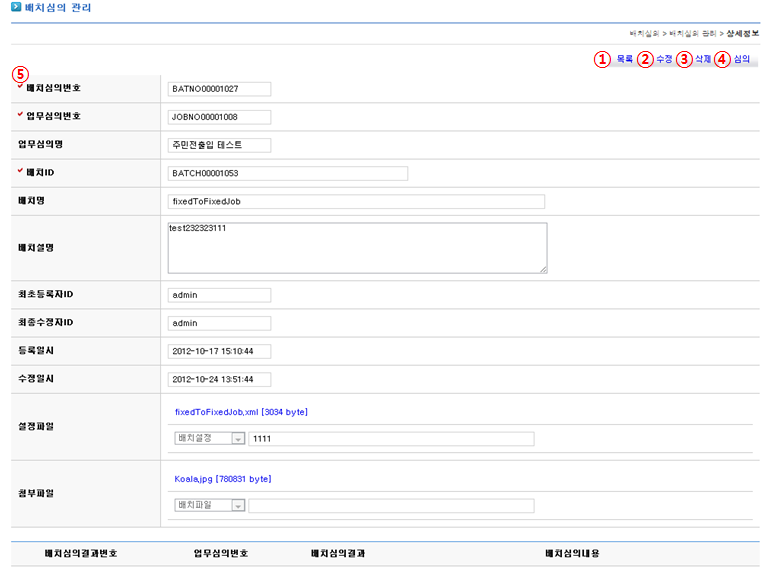 배치심의 관리
배치심의 > 배치심의 관리 > 상세정보
① 목록 ② 수정 ③ 삭제 ④ 심의
⑤
배치심의번호 BATNO00001027
업무심의번호 JOBNO00001008
업무심의명 주민전출입 테스트
배치ID BATCH00001053
배치명 fixedToFixedJob
배치설명 test232323111
최초등록자ID admin
최종수정자ID admin
등록일시 2012-10-17 15:10:44
수정일시 2012-10-24 13:51:44
fixedToFixedJob.xml [3034 byte]
설정파일
배치설정 1111
Koala.jpg [780831 byte]
첨부파일
배치파일
배치심의결과번호 업무심의번호 배치심의결과 배치심의내용